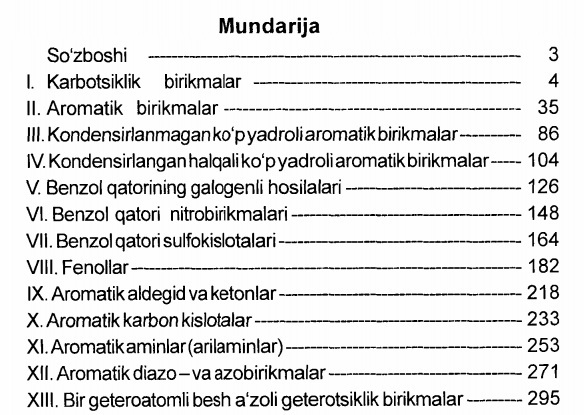 Mundarija
So‘zboshi ---------- 3
I. Karbotsiklik birikmalar ---------- 4
II. Aromatik birikmalar ---------- 35
III. Kondensirlanmagan ko‘p yadroli aromatik birikmalar ---------- 86
IV. Kondensirlangan halqali ko‘p yadroli aromatik birikmalar ----- 104
V. Benzol qatorining galogenli hosilalari ---------- 126
VI. Benzol qatori nitrobirikmalari ---------- 148
VII. Benzol qatori sulfokislotalari ---------- 164
VIII. Fenollar ---------- 182
IX. Aromatik aldegid va ketonlar ---------- 218
X. Aromatik karbon kislotalar ---------- 233
XI. Aromatik aminlar (arilaminlar) ---------- 253
XII. Aromatik diazo – va azobirikmalar ---------- 271
XIII. Bir geteroatomli besh a‘zoli geterotsiklik birikmalar ---------- 295